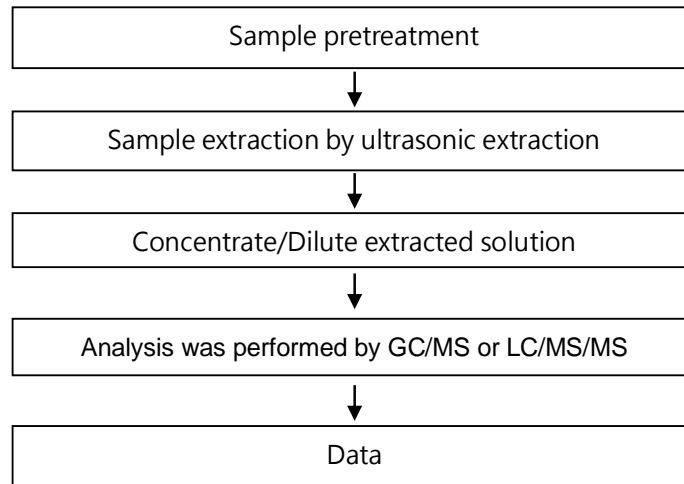 Sample pretreatment
Sample extraction by ultrasonic extraction
Concentrate/Dilute extracted solution
Analysis was performed by GC/MS or LC/MS/MS
Data